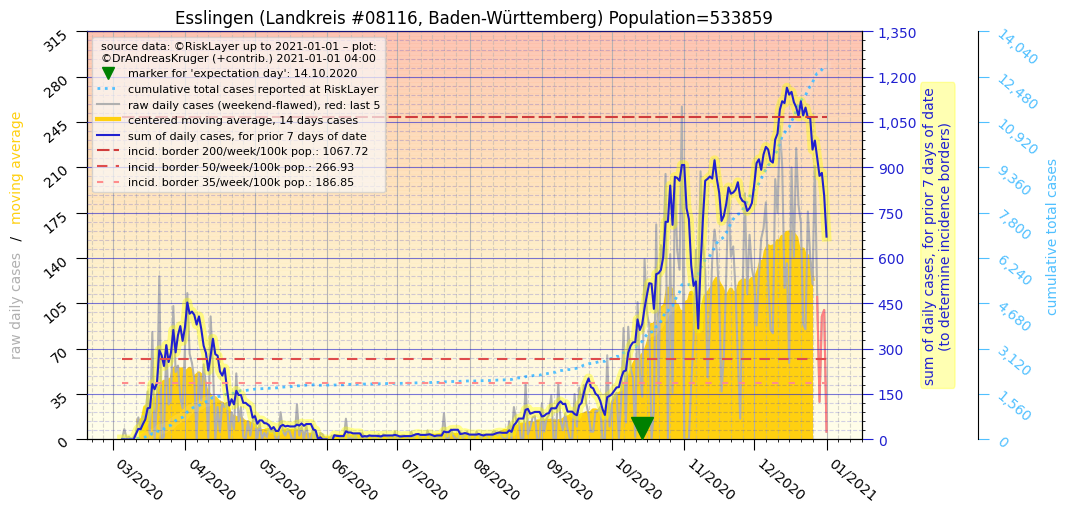 Esslingen (Landkreis #08116, Baden-Württemberg) Population=533859
source data: ©RiskLayer up to 2021-01-01 – plot:
©DrAndreasKruger (+contrib.) 2021-01-01 04:00
marker for 'expectation day': 14.10.2020
cumulative total cases reported at RiskLayer
raw daily cases (weekend-flawed), red: last 5
centered moving average, 14 days cases
sum of daily cases, for prior 7 days of date
incid. border 200/week/100k pop.: 1067.72
incid. border 50/week/100k pop.: 266.93
incid. border 35/week/100k pop.: 186.85
raw daily cases / moving average
315
280
245
210
175
140
105
70
35
0
03/2020
04/2020
05/2020
06/2020
07/2020
08/2020
09/2020
10/2020
11/2020
12/2020
01/2021
1,350
1,200
1,050
900
750
600
450
300
150
0
sum of daily cases, for prior 7 days of date
(to determine incidence borders)
14,040
12,480
10,920
9,360
7,800
6,240
4,680
3,120
1,560
0
cumulative total cases